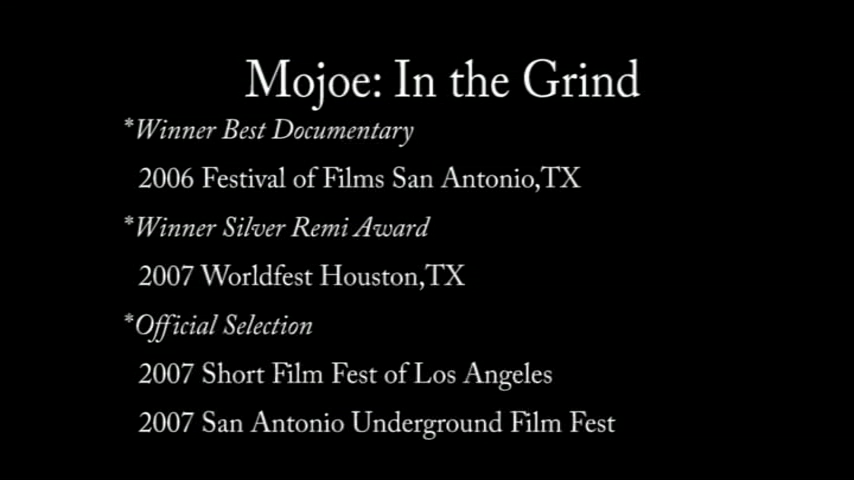 Mojoe: In the Grind
*Winner Best Documentary
2006 Festival of Films San Antonio,TX
*Winner Silver Remi Award
2007 Worldfest Houston,TX
*Official Selection
2007 Short Film Fest of Los Angeles
2007 San Antonio Underground Film Fest